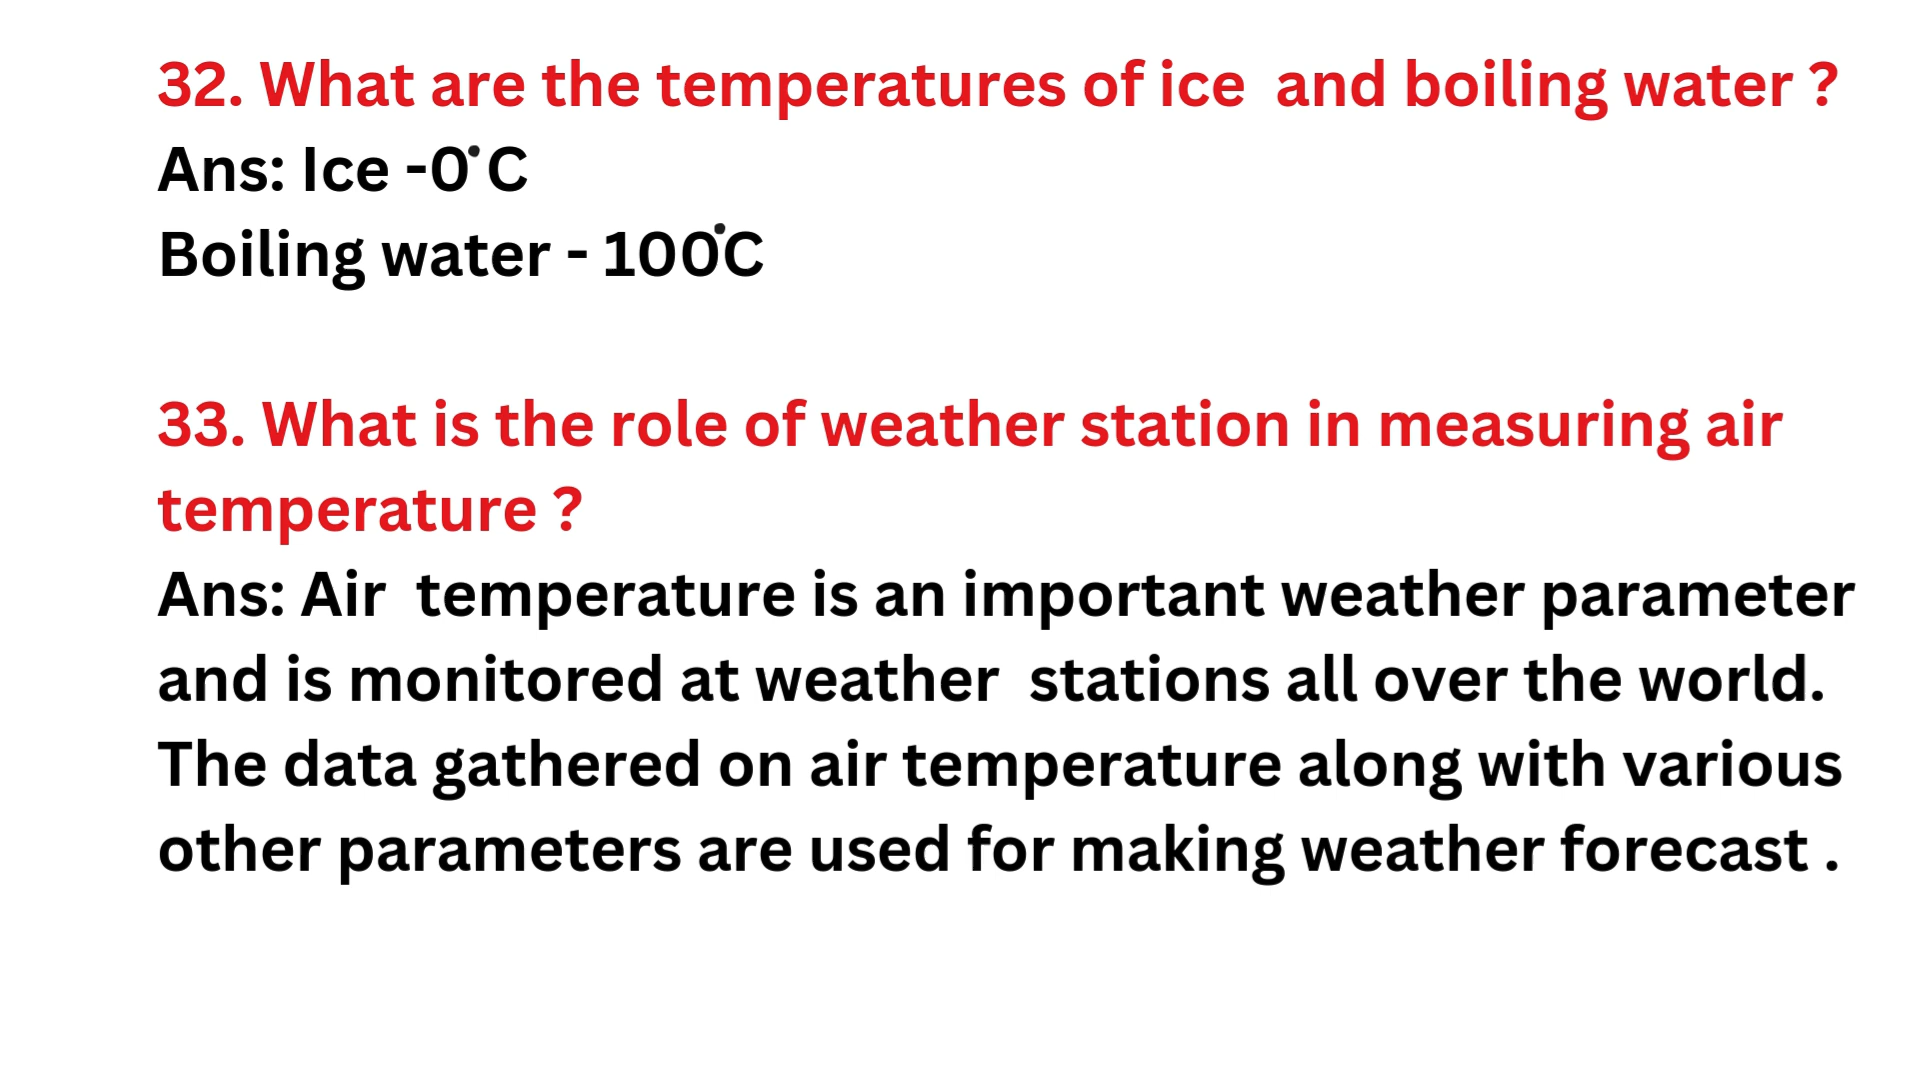 32. What are the temperatures of ice  and boiling water ?
Ans: Ice -0°C
Boiling water - 100°C
33. What is the role of weather station in measuring air
temperature ?
Ans: Air  temperature is an important weather parameter
and is monitored at weather  stations all over the world.
The data gathered on air temperature along with various
other parameters are used for making weather forecast .